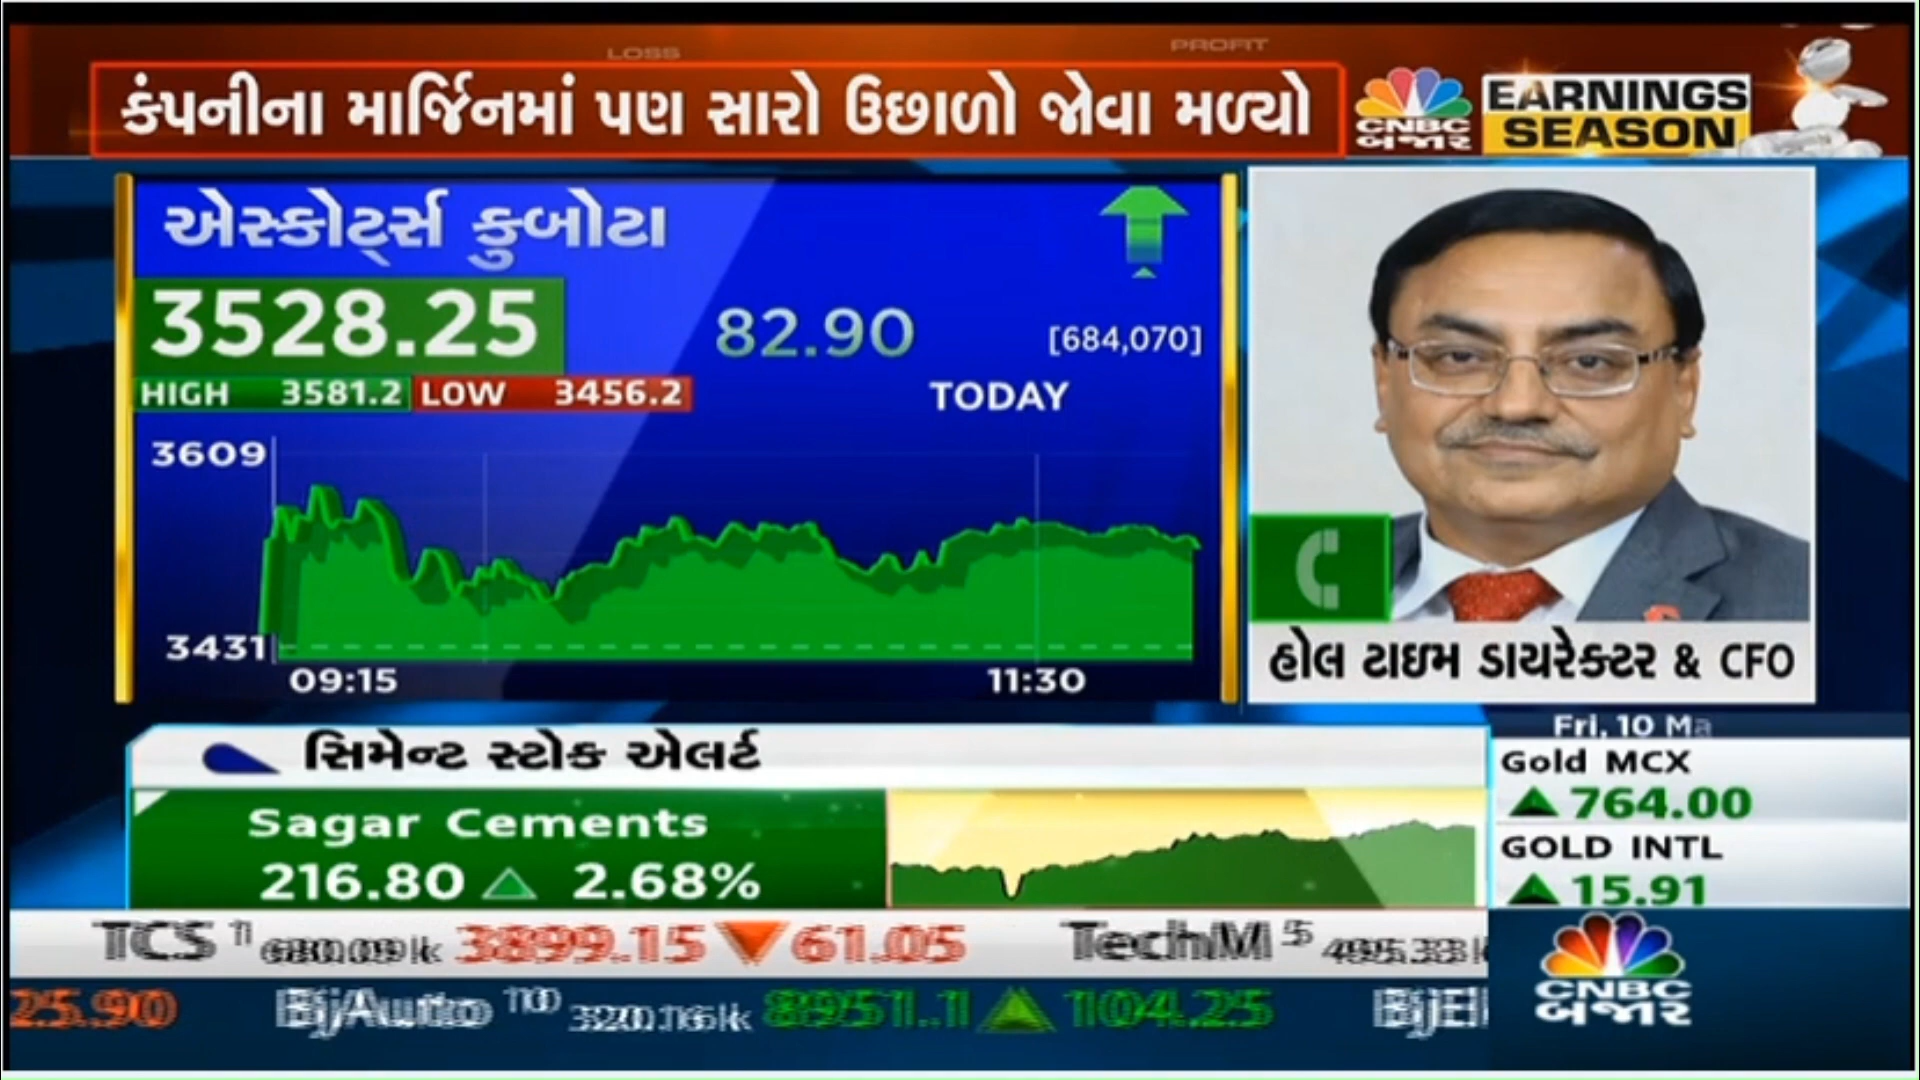 LOSS
PROFIT
કંપનીના માર્જિનમાં પણ સારો ઉછાળો જોવા મળ્યો
CNBC
બજાર
EARNINGS
SEASON
એસ્કોર્ટ્સ કુબોટા
3528.25
82.90
[684,070]
HIGH 3581.2 LOW 3456.2
TODAY
3609
3431
09:15
11:30
હોલ ટાઇમ ડાયરેક્ટર & CFO
સિમેન્ટ સ્ટોક એલર્ટ
Sagar Cements
216.80 2.68%
Fri, 10 Ma
Gold MCX
764.00
GOLD INTL
15.91
TCS 3899.15 61.05 TechM
25.90 BjAuto 104.25
CNBC
બજાર